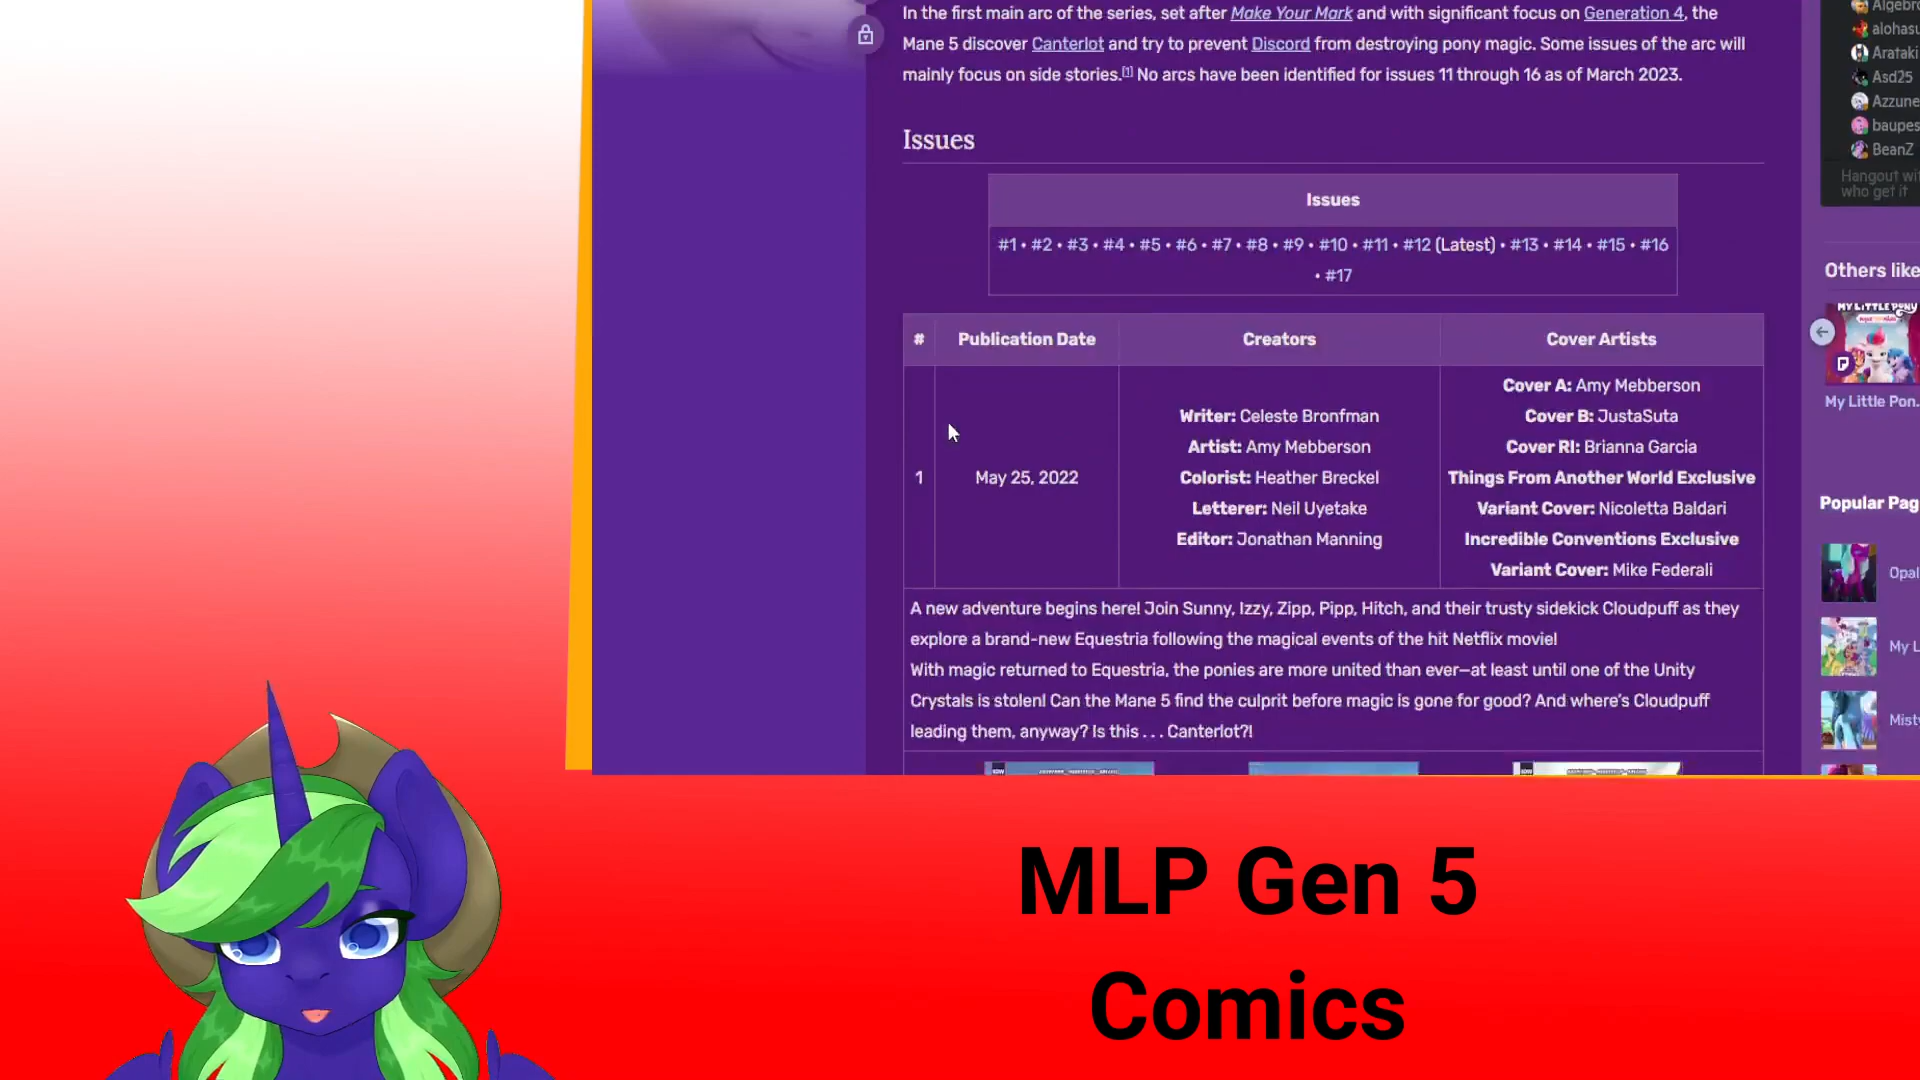 In the first main arc of the series, set after Make Your Mark and with significant focus on Generation 4, the
Mane 5 discover Canterlot and try to prevent Discord from destroying pony magic. Some issues of the arc will
mainly focus on side stories.[1] No arcs have been identified for issues 11 through 16 as of March 2023.
Issues
Issues
#1 • #2 • #3 • #4 • #5 • #6 • #7 • #8 • #9 • #10 • #11 • #12 (Latest) • #13 • #14 • #15 • #16
• #17
# Publication Date Creators Cover Artists
1
May 25, 2022
Writer: Celeste Bronfman
Artist: Amy Mebberson
Colorist: Heather Breckel
Letterer: Neil Uyetake
Editor: Jonathan Manning
Cover A: Amy Mebberson
Cover B: JustaSuta
Cover RI: Brianna Garcia
Things From Another World Exclusive
Variant Cover: Nicoletta Baldari
Incredible Conventions Exclusive
Variant Cover: Mike Federali
A new adventure begins here! Join Sunny, Izzy, Zipp, Pipp, Hitch, and their trusty sidekick Cloudpuff as they
explore a brand-new Equestria following the magical events of the hit Netflix movie!
With magic returned to Equestria, the ponies are more united than ever—at least until one of the Unity
Crystals is stolen! Can the Mane 5 find the culprit before magic is gone for good? And where's Cloudpuff
leading them, anyway? Is this . . . Canterlot?!
Algebr
alohasu
Arataki
Asd25
Azzune
baupes
BeanZ
Hangout wi
who get it
Others like
MY LITTLE PONY
My Little Pon.
Popular Pag
Opal
My L
Misty
MLP Gen 5
Comics